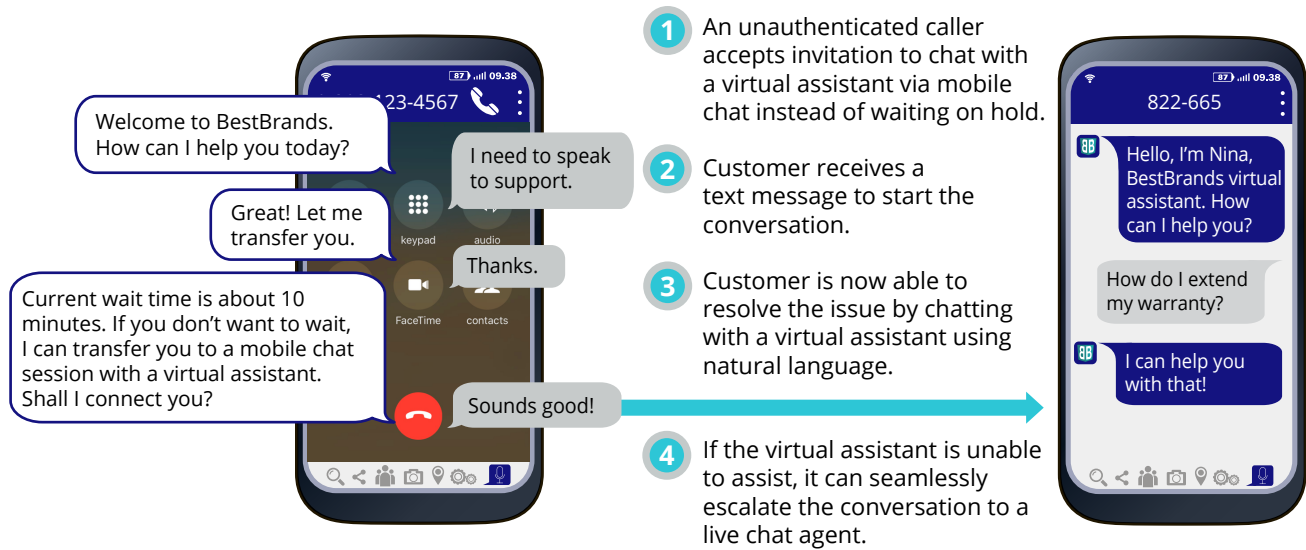 87 09.38
123-4567
Welcome to BestBrands.
How can I help you today?
I need to speak
to support.
Great! Let me
transfer you.
keypad
audio
Thanks.
Current wait time is about 10
minutes. If you don’t want to wait,
I can transfer you to a mobile chat
session with a virtual assistant.
Shall I connect you?
FaceTime
contacts
Sounds good!
1 An unauthenticated caller
accepts invitation to chat with
a virtual assistant via mobile
chat instead of waiting on hold.
2 Customer receives a
text message to start the
conversation.
3 Customer is now able to
resolve the issue by chatting
with a virtual assistant using
natural language.
4 If the virtual assistant is unable
to assist, it can seamlessly
escalate the conversation to a
live chat agent.
87 09.38
822-665
BB
Hello, I’m Nina,
BestBrands virtual
assistant. How
can I help you?
How do I extend
my warranty?
BB
I can help you
with that!